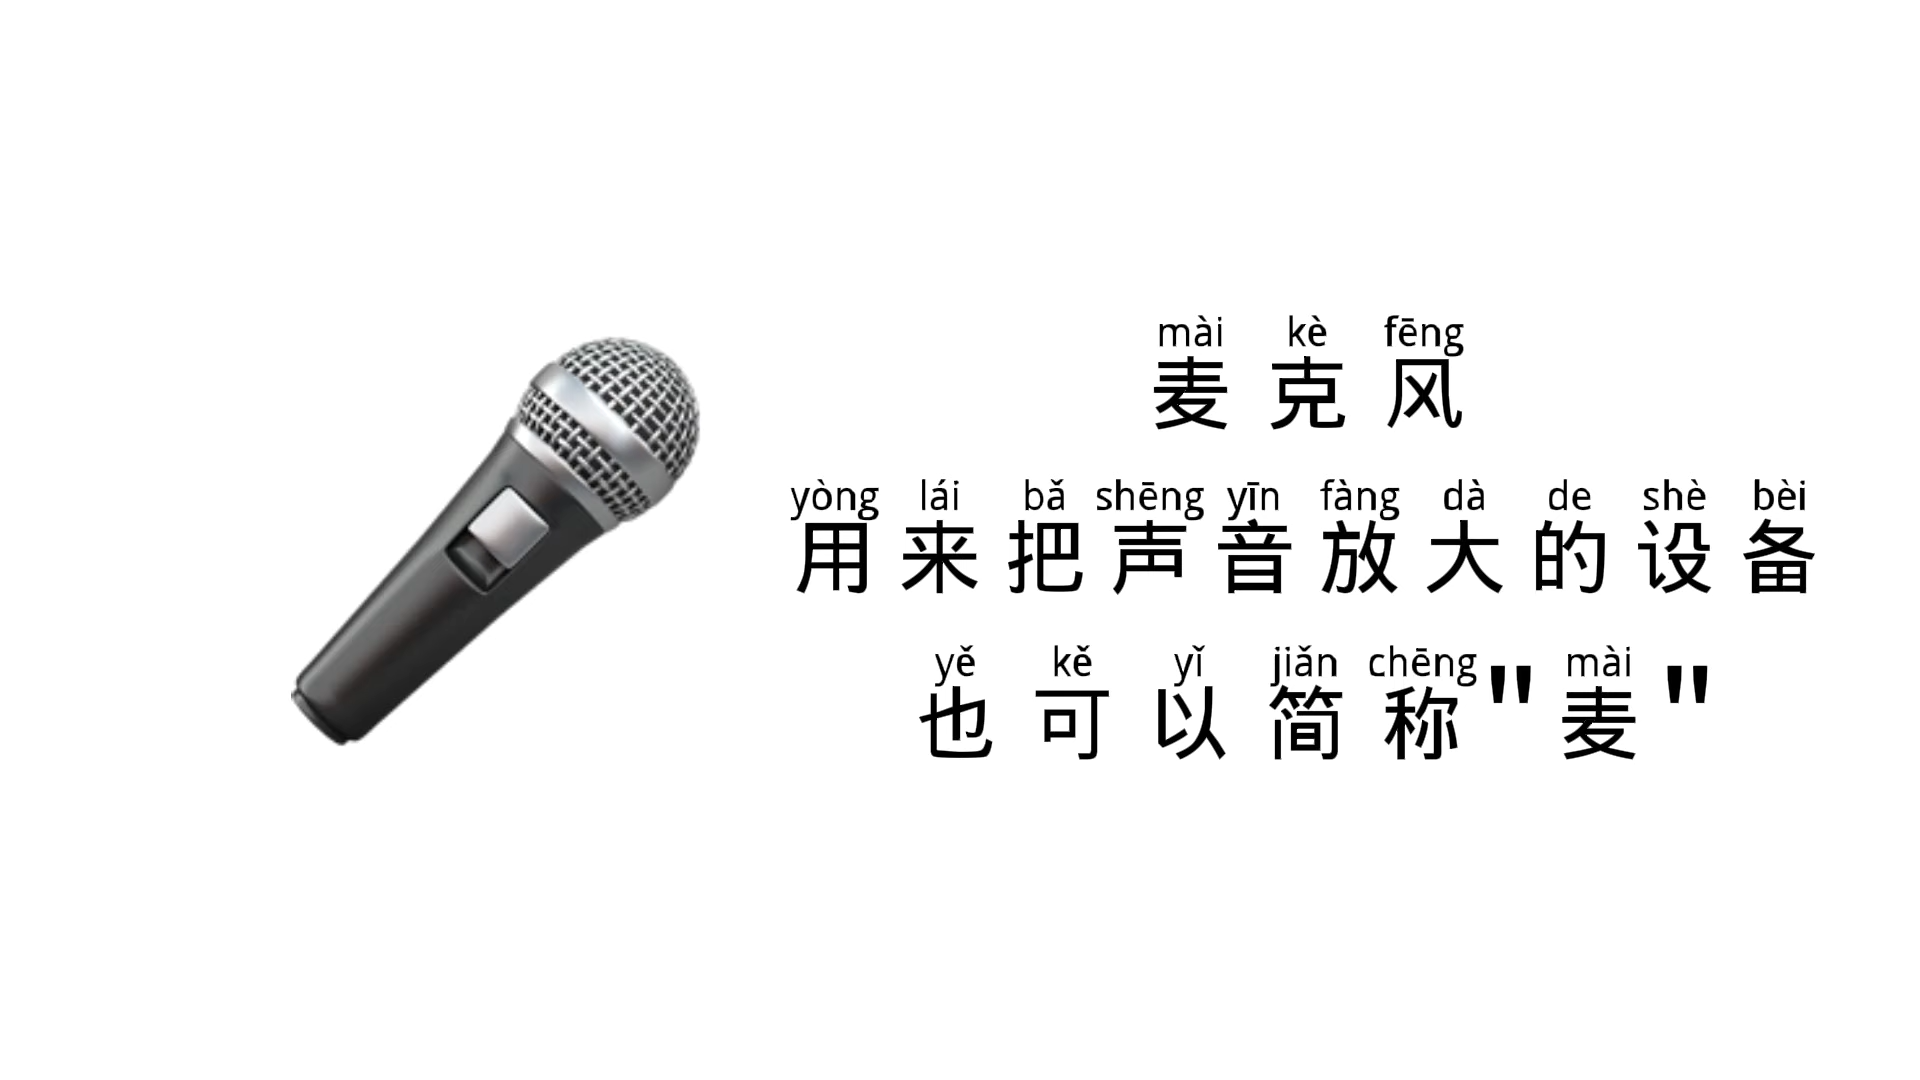 mài kè fēng
麦克风
yòng lái bǎ shēng yīn fàng dà de shè bèi
用来把声音放大的设备
yě kě yǐ jiǎn chēng mài
也可以简称"麦"